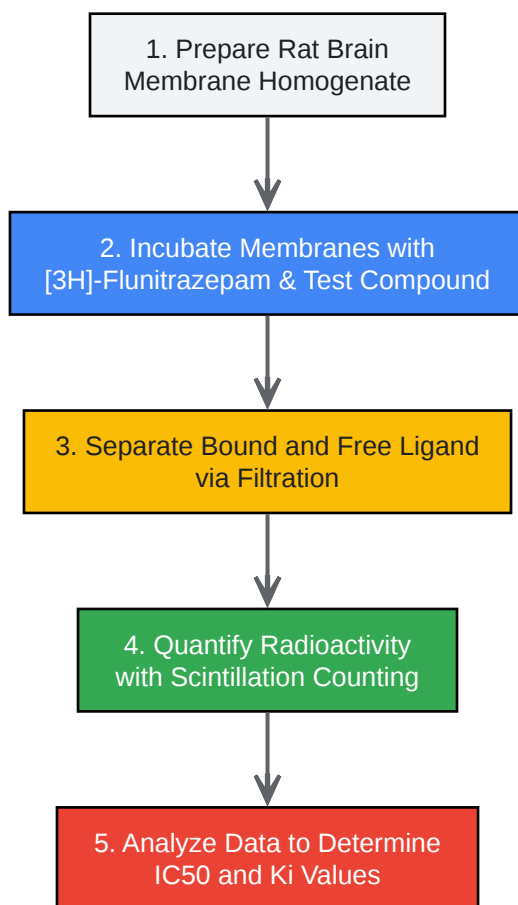 1. Prepare Rat Brain
Membrane Homogenate
2. Incubate Membranes with
[3H]-Flunitrazepam & Test Compound
3. Separate Bound and Free Ligand
via Filtration
4. Quantify Radioactivity
with Scintillation Counting
5. Analyze Data to Determine
IC50 and Ki Values